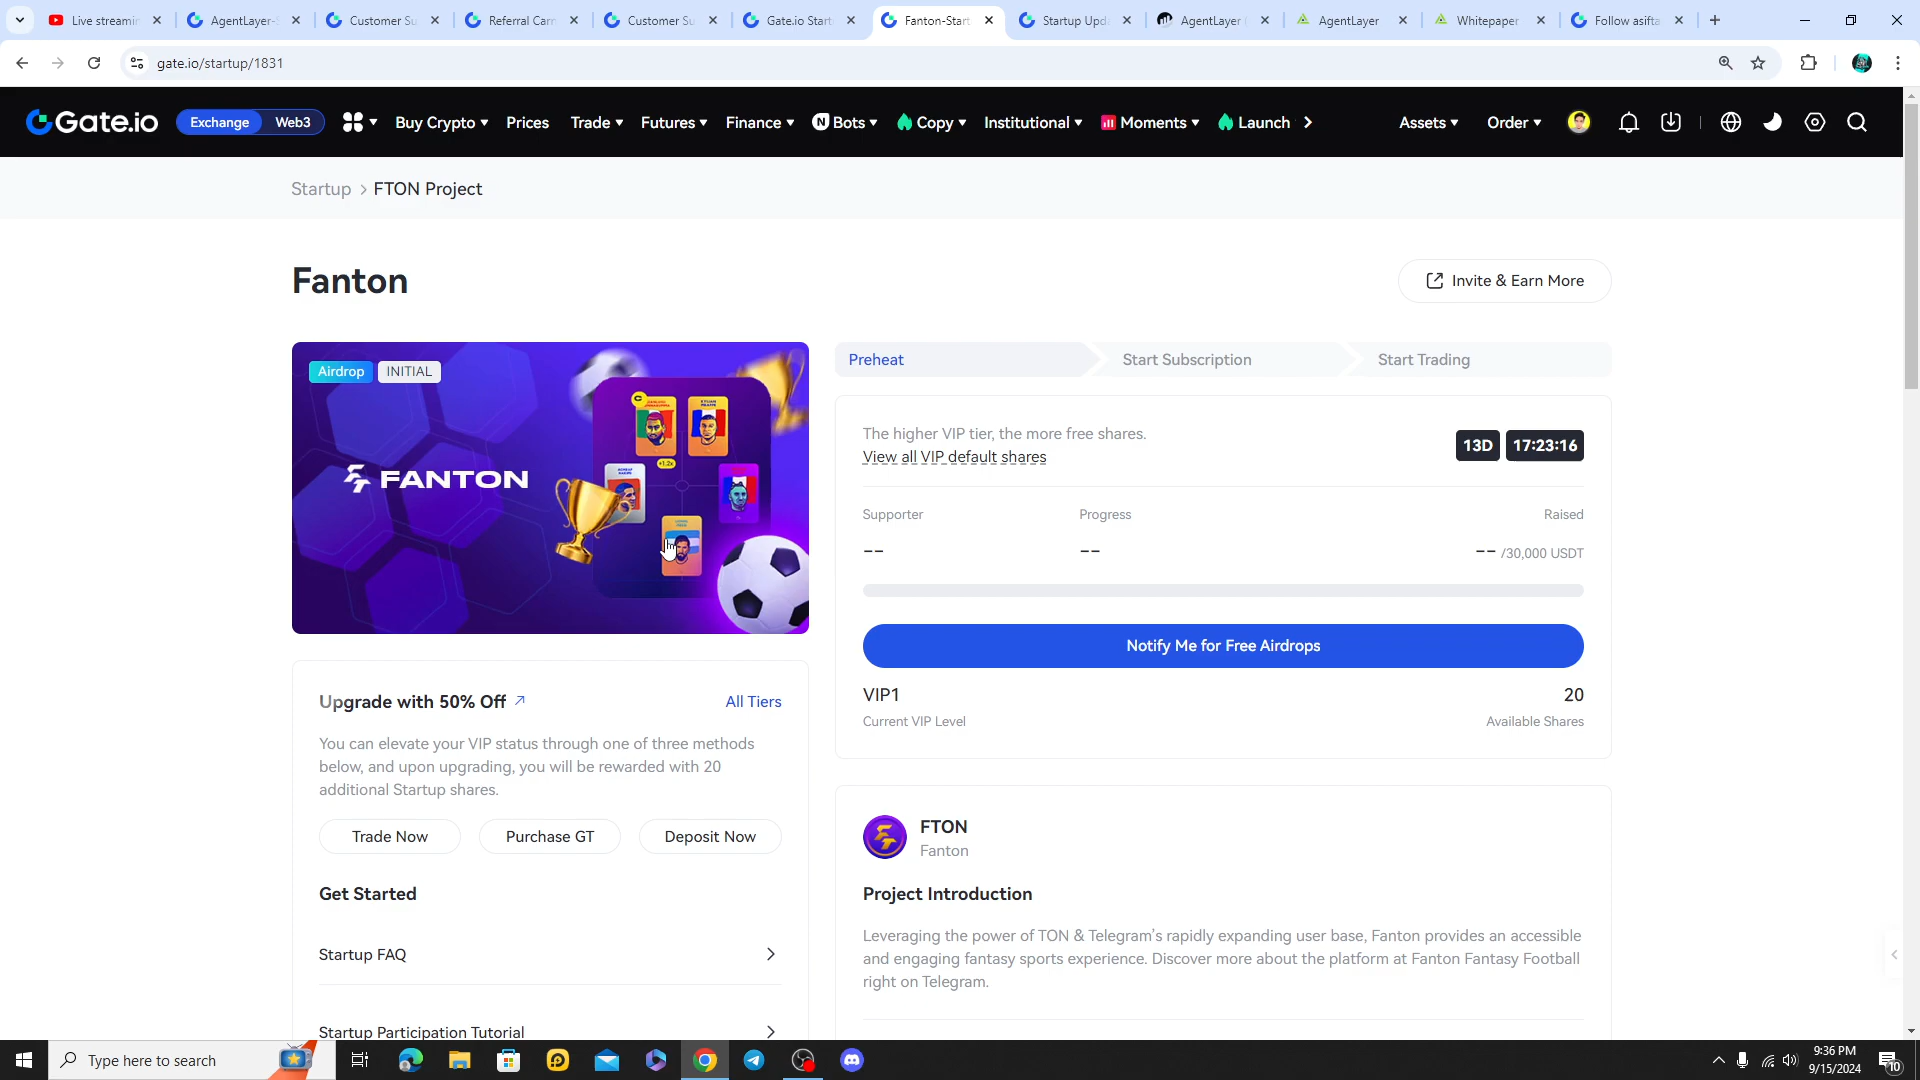 Live streamin
AgentLayer-S
Customer Su
Referral Carn
Customer Su
Gate.io Start
Fanton-Start
Startup Upda
AgentLayer (
AgentLayer
Whitepaper
Follow asifta
gate.io/startup/1831
Gate.io
Exchange
Web3
Buy Crypto
Prices
Trade
Futures
Finance
Bots
Copy
Institutional
Moments
Launch
Assets
Order
Startup > FTON Project
Fanton
Invite & Earn More
Airdrop
INITIAL
FANTON
+1.2x
Preheat
Start Subscription
Start Trading
The higher VIP tier, the more free shares.
View all VIP default shares
13D
17:23:16
Supporter
Progress
Raised
--
--
-- /30,000 USDT
Notify Me for Free Airdrops
VIP1
20
Current VIP Level
Available Shares
Upgrade with 50% Off
All Tiers
You can elevate your VIP status through one of three methods
below, and upon upgrading, you will be rewarded with 20
additional Startup shares.
Trade Now
Purchase GT
Deposit Now
Get Started
Startup FAQ
Startup Participation Tutorial
FTON
Fanton
Project Introduction
Leveraging the power of TON & Telegram's rapidly expanding user base, Fanton provides an accessible
and engaging fantasy sports experience. Discover more about the platform at Fanton Fantasy Football
right on Telegram.
Type here to search
9:36 PM
9/15/2024
10